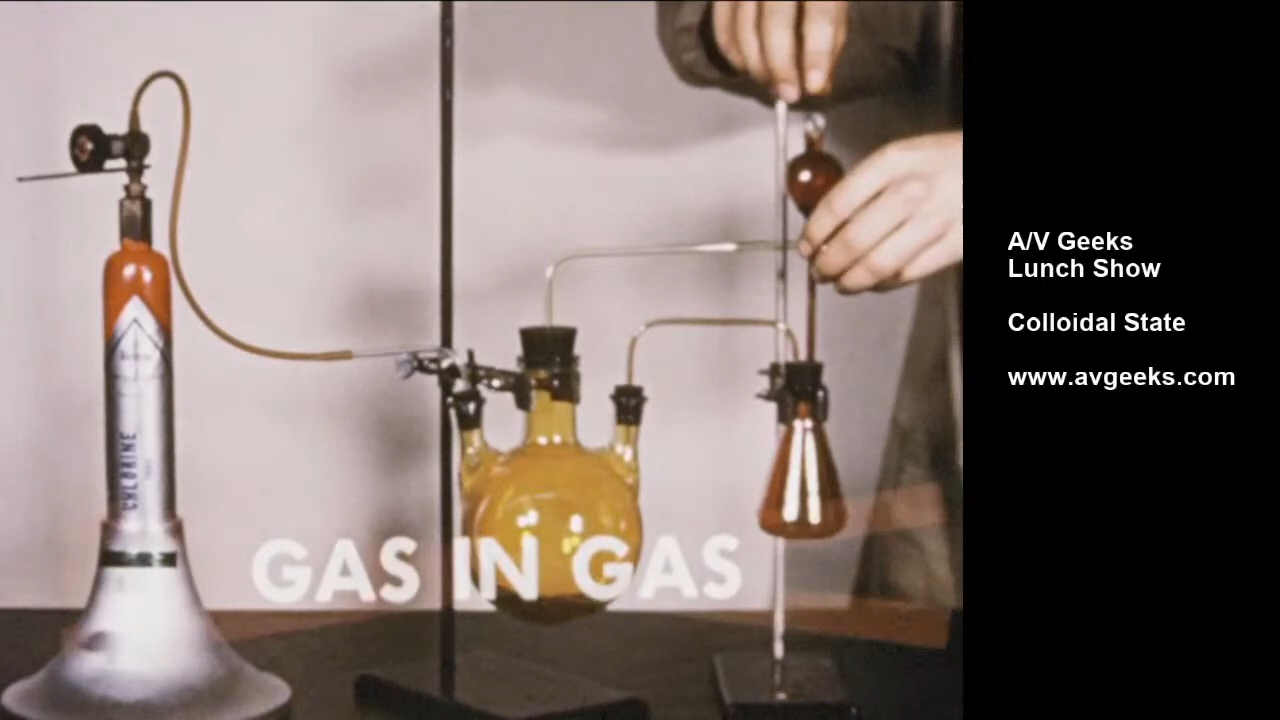 CHLORINE
GAS IN GAS
A/V Geeks
Lunch Show
Colloidal State
www.avgeeks.com